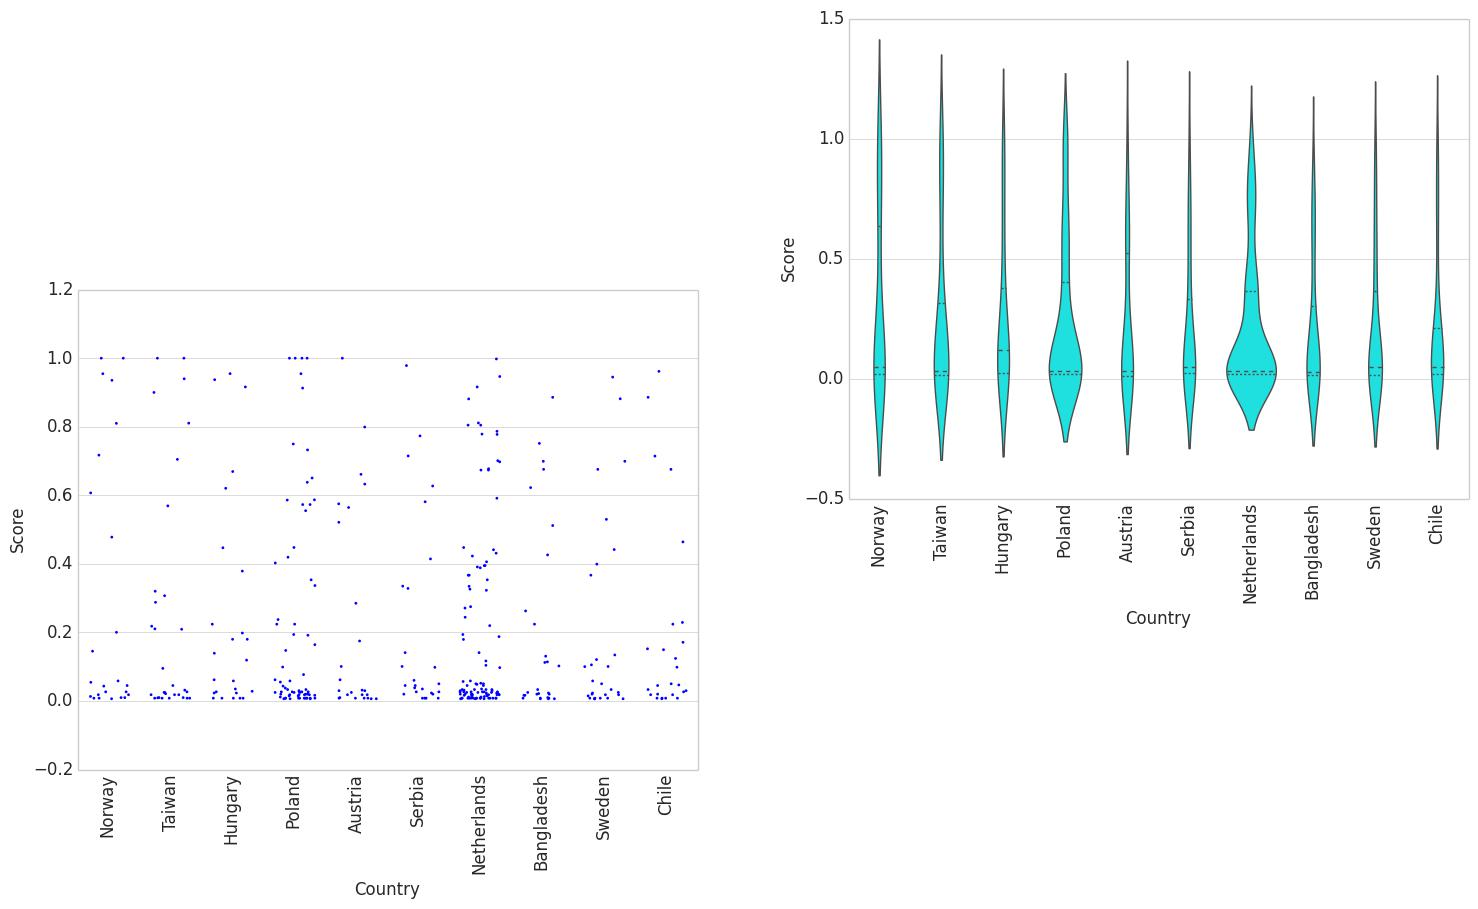 1.2
1.0
0.8
0.6
0.4
0.2
0.0
−0.2
Score
Norway
Taiwan
Hungary
Poland
Austria
Serbia
Netherlands
Bangladesh
Sweden
Chile
Country
1.5
1.0
0.5
0.0
−0.5
Score
Norway
Taiwan
Hungary
Poland
Austria
Serbia
Netherlands
Bangladesh
Sweden
Chile
Country